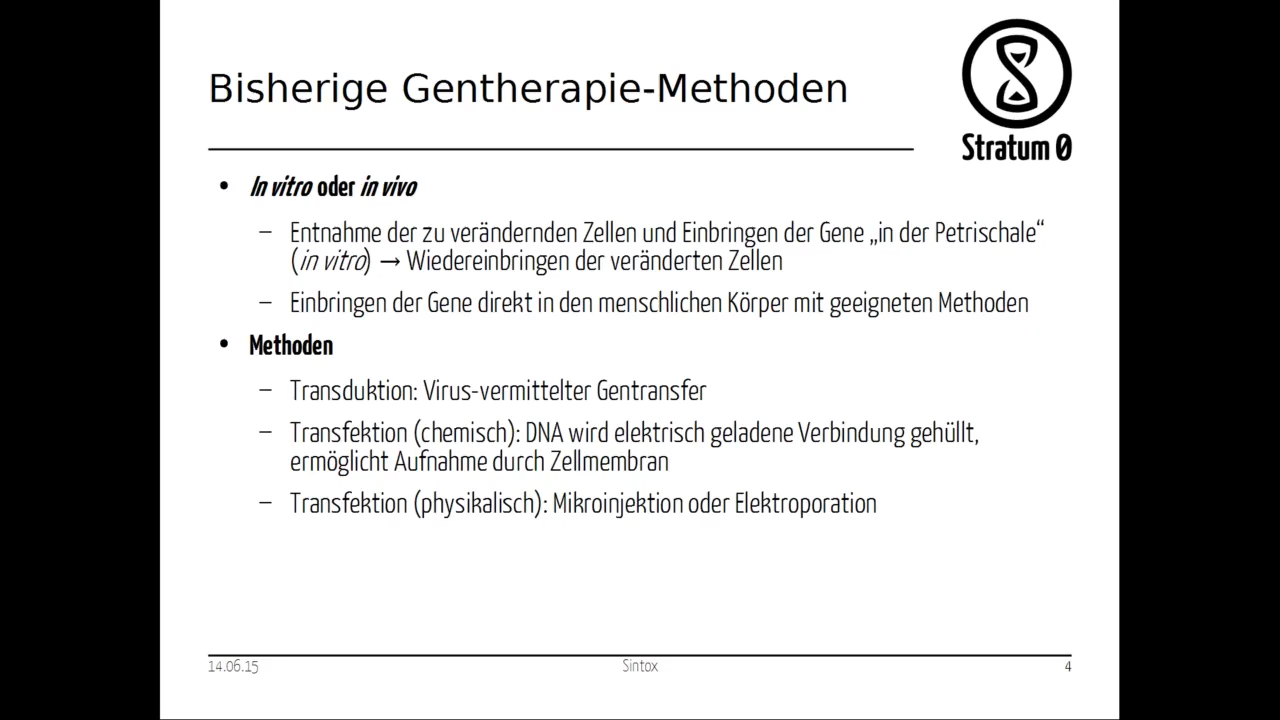 Bisherige Gentherapie-Methoden
Stratum 0
• In vitro oder in vivo
– Entnahme der zu verändernden Zellen und Einbringen der Gene „in der Petrischale“
(in vitro) → Wiedereinbringen der veränderten Zellen
– Einbringen der Gene direkt in den menschlichen Körper mit geeigneten Methoden
• Methoden
– Transduktion: Virus-vermittelter Gentransfer
– Transfektion (chemisch): DNA wird elektrisch geladene Verbindung gehüllt,
ermöglicht Aufnahme durch Zellmembran
– Transfektion (physikalisch): Mikroinjektion oder Elektroporation
14.06.15 Sintox 4